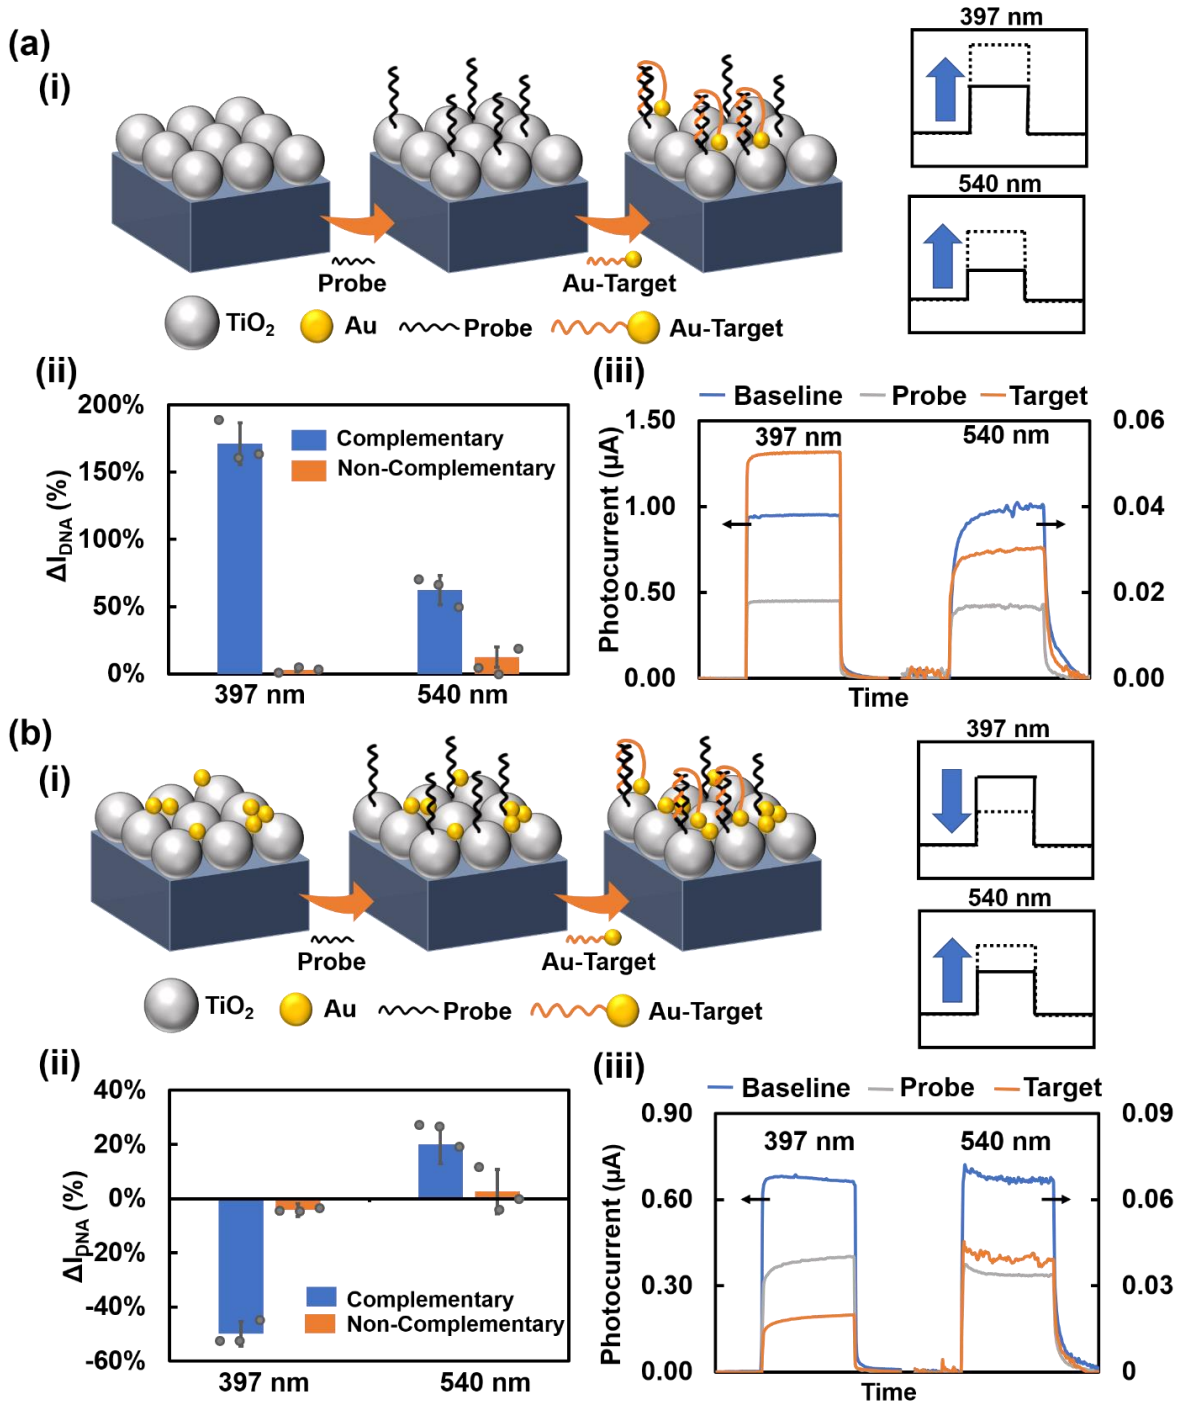 (a)
(i)
397 nm
540 nm
Probe
Au-Target
TiO₂
Au
Probe
Au-Target
(ii)
200%
150%
100%
50%
0%
ΔI_DNA (%)
Complementary
Non-Complementary
397 nm
540 nm
(iii)
Baseline
Probe
Target
1.50
1.00
0.50
0.00
Photocurrent (µA)
397 nm
540 nm
0.06
0.04
0.02
0.00
Time
(b)
(i)
397 nm
540 nm
Probe
Au-Target
TiO₂
Au
Probe
Au-Target
(ii)
40%
20%
0%
-20%
-40%
-60%
ΔI_DNA (%)
Complementary
Non-Complementary
397 nm
540 nm
(iii)
Baseline
Probe
Target
0.90
0.60
0.30
0.00
Photocurrent (µA)
397 nm
540 nm
0.09
0.06
0.03
0
Time